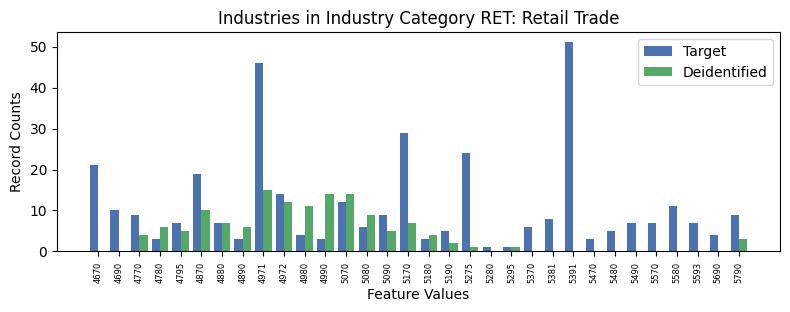 Industries in Industry Category RET: Retail Trade
Target
Deidentified
Record Counts
50
40
30
20
10
0
4670 4690 4770 4780 4795 4870 4880 4890 4971 4972 4980 4990 5070 5080 5090 5170 5180 5190 5275 5280 5295 5370 5381 5391 5470 5480 5490 5570 5580 5593 5690 5790
Feature Values